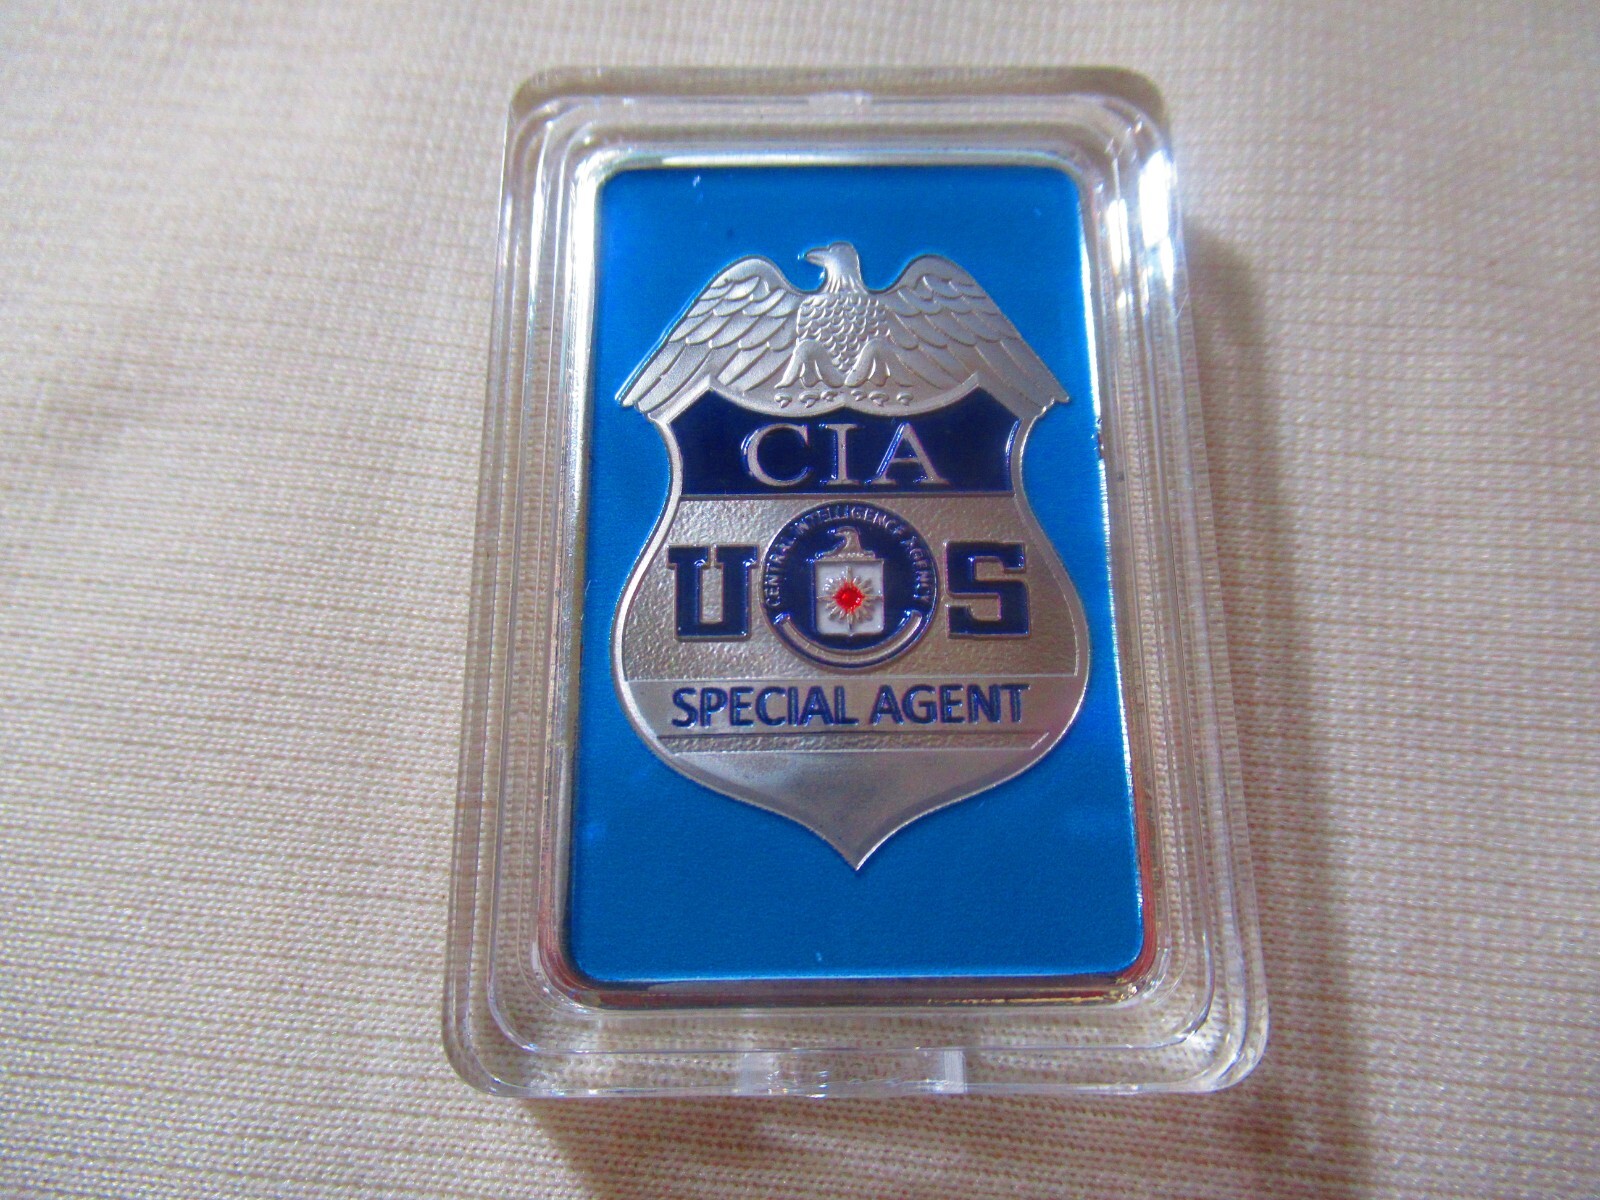 CIA
CENTRAL INTELLIGENCE AGENCY
U S
SPECIAL AGENT